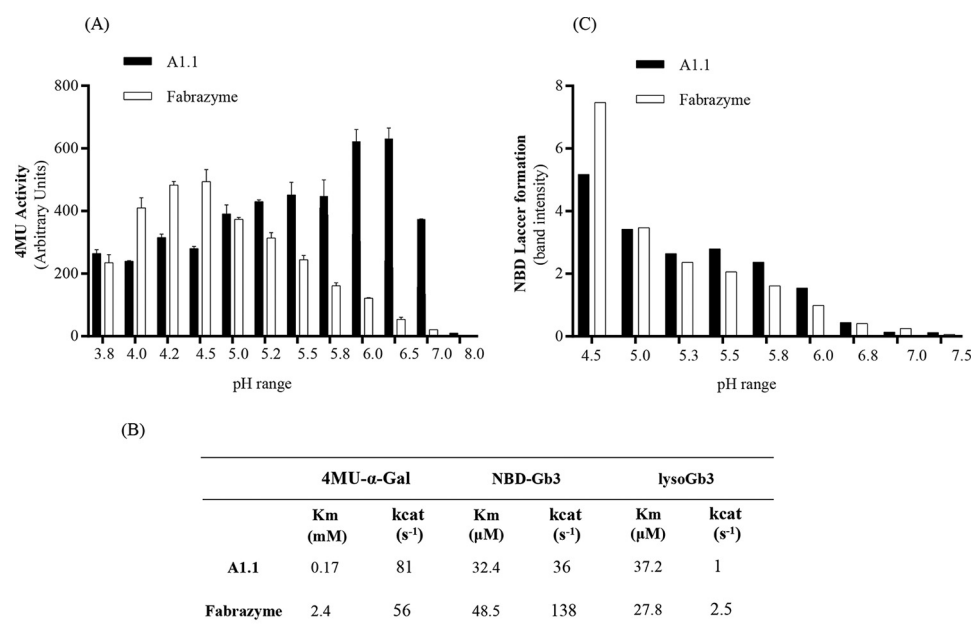 (A)
A1.1
Fabrazyme
800
600
400
200
0
4MU Activity
(Arbitrary Units)
3.8 4.0 4.2 4.5 5.0 5.2 5.5 5.8 6.0 6.5 7.0 8.0
pH range
(C)
A1.1
Fabrazyme
8
6
4
2
0
NBD Laccer formation
(band intensity)
4.5 5.0 5.3 5.5 5.8 6.0 6.8 7.0 7.5
pH range
(B)
4MU-α-Gal NBD-Gb3 lysoGb3
Km kcat Km kcat Km kcat
(mM) (s⁻¹) (μM) (s⁻¹) (μM) (s⁻¹)
A1.1 0.17 81 32.4 36 37.2 1
Fabrazyme 2.4 56 48.5 138 27.8 2.5